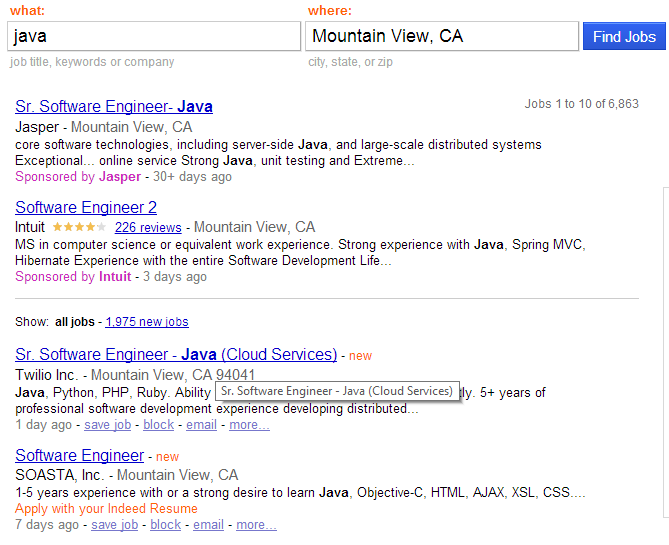 what: where:
java Mountain View, CA Find Jobs
job title, keywords or company city, state, or zip
Sr. Software Engineer- Java Jobs 1 to 10 of 6,863
Jasper - Mountain View, CA
core software technologies, including server-side Java, and large-scale distributed systems
Exceptional... online service Strong Java, unit testing and Extreme...
Sponsored by Jasper - 30+ days ago
Software Engineer 2
Intuit 226 reviews - Mountain View, CA
MS in computer science or equivalent work experience. Strong experience with Java, Spring MVC,
Hibernate Experience with the entire Software Development Life...
Sponsored by Intuit - 3 days ago
Show: all jobs - 1,975 new jobs
Sr. Software Engineer - Java (Cloud Services) - new
Twilio Inc. - Mountain View, CA 94041
Java, Python, PHP, Ruby. Ability Sr. Software Engineer - Java (Cloud Services) 5+ years of
professional software development experience developing distributed...
1 day ago - save job - block - email - more...
Software Engineer - new
SOASTA, Inc. - Mountain View, CA
1-5 years experience with or a strong desire to learn Java, Objective-C, HTML, AJAX, XSL, CSS....
Apply with your Indeed Resume
7 days ago - save job - block - email - more...